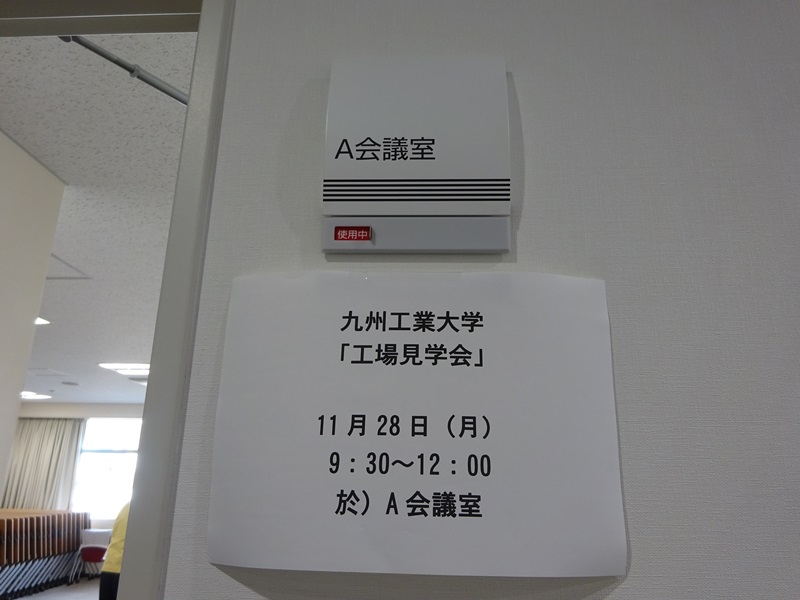 A会議室
使用中
九州工業大学
「工場見学会」
11月28日（月）
9：30～12：00
於）A会議室